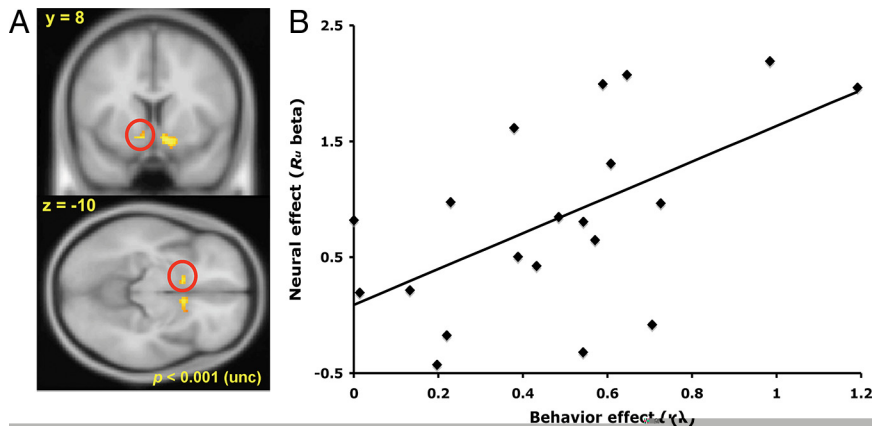 A
B
y = 8
z = -10
p < 0.001 (unc)
Neural effect (Ru beta)
2.5
1.5
0.5
-0.5
0
0.2
0.4
0.6
0.8
1
1.2
Behavior effect